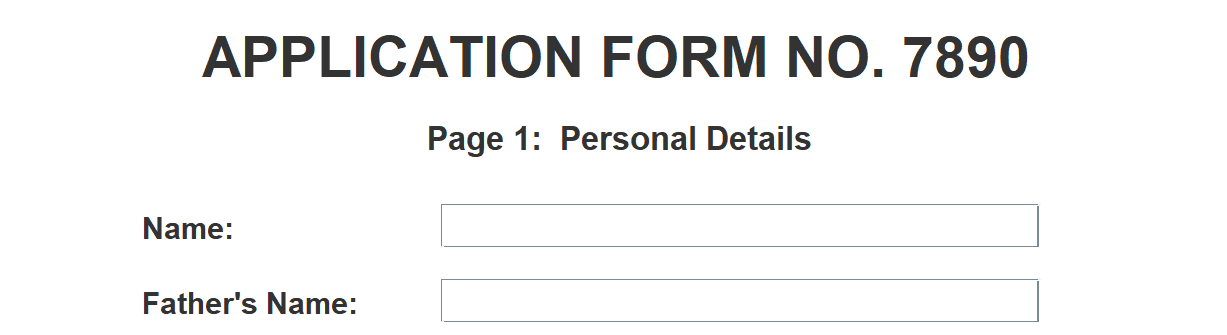 APPLICATION FORM NO. 7890
Page 1: Personal Details
Name:
Father's Name: